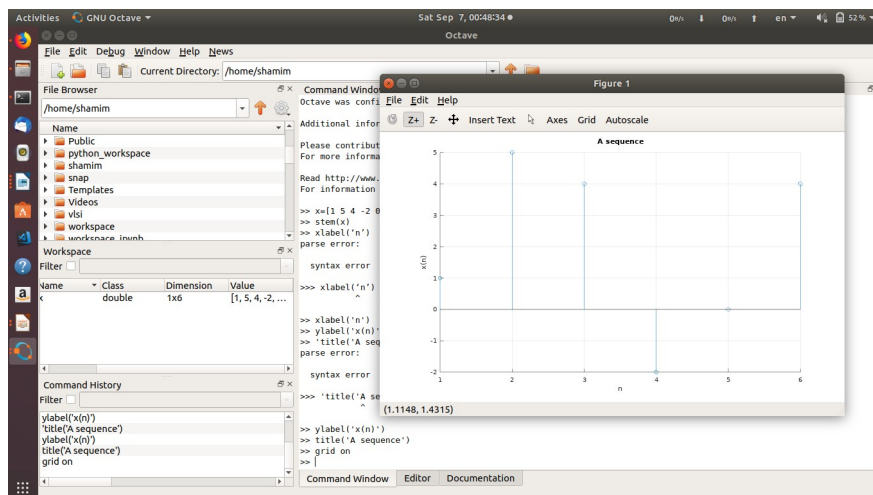 Activities GNU Octave Sat Sep 7, 00:48:34 0B/s 0B/s en 52 %
Octave
File Edit Debug Window Help News
Current Directory: /home/shamim
File Browser
/home/shamim
Name
Public
python_workspace
shamim
snap
Templates
Videos
vlsi
workspace
workspace_ipynb
Workspace
Filter
Name Class Dimension Value
x double 1x6 [1, 5, 4, -2, ...
Command History
Filter
ylabel('x(n)')
'title('A sequence')
ylabel('x(n)')
title('A sequence')
grid on
Command Windo
Octave was confi
Additional infor
Please contribut
For more informa
Read http://www.
For information
>> x=[1 5 4 -2 0
>> stem(x)
>> xlabel(‘n’)
parse error:
syntax error
>>> xlabel(‘n’)
^
>> xlabel('n')
>> ylabel('x(n)'
>> 'title('A seq
parse error:
syntax error
>>> 'title('A se
^
>> ylabel('x(n)')
>> title('A sequence')
>> grid on
>>
Command Window Editor Documentation
Figure 1
File Edit Help
Z+ Z- Insert Text Axes Grid Autoscale
A sequence
5
4
3
2
1
0
-1
-2
x(n)
1 2 3 4 5 6
n
(1.1148, 1.4315)